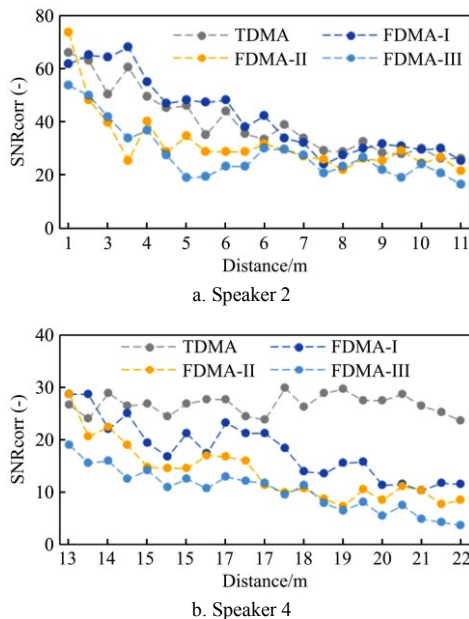 80
60
40
20
0
SNRcorr (-)
TDMA
FDMA-I
FDMA-II
FDMA-III
1 3 4 5 6 6 7 8 9 10 11
Distance/m
a. Speaker 2
40
30
20
10
0
SNRcorr (-)
TDMA
FDMA-I
FDMA-II
FDMA-III
13 14 15 15 17 17 18 19 20 21 22
Distance/m
b. Speaker 4